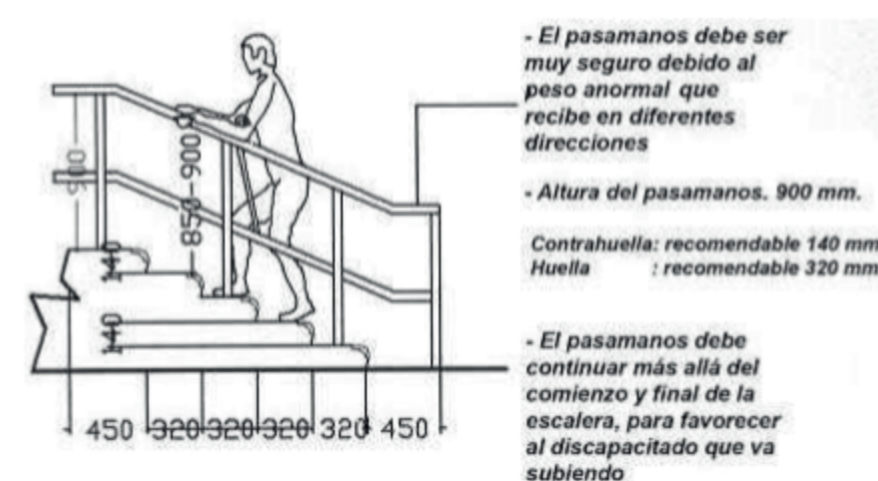 - El pasamanos debe ser
muy seguro debido al
peso anormal que
recibe en diferentes
direcciones
- Altura del pasamanos. 900 mm.
Contrahuella: recomendable 140 mm
Huella : recomendable 320 mm
- El pasamanos debe
continuar más allá del
comienzo y final de la
escalera, para favorecer
al discapacitado que va
subiendo
900
850-900
140
140
450 320 320 320 320 450